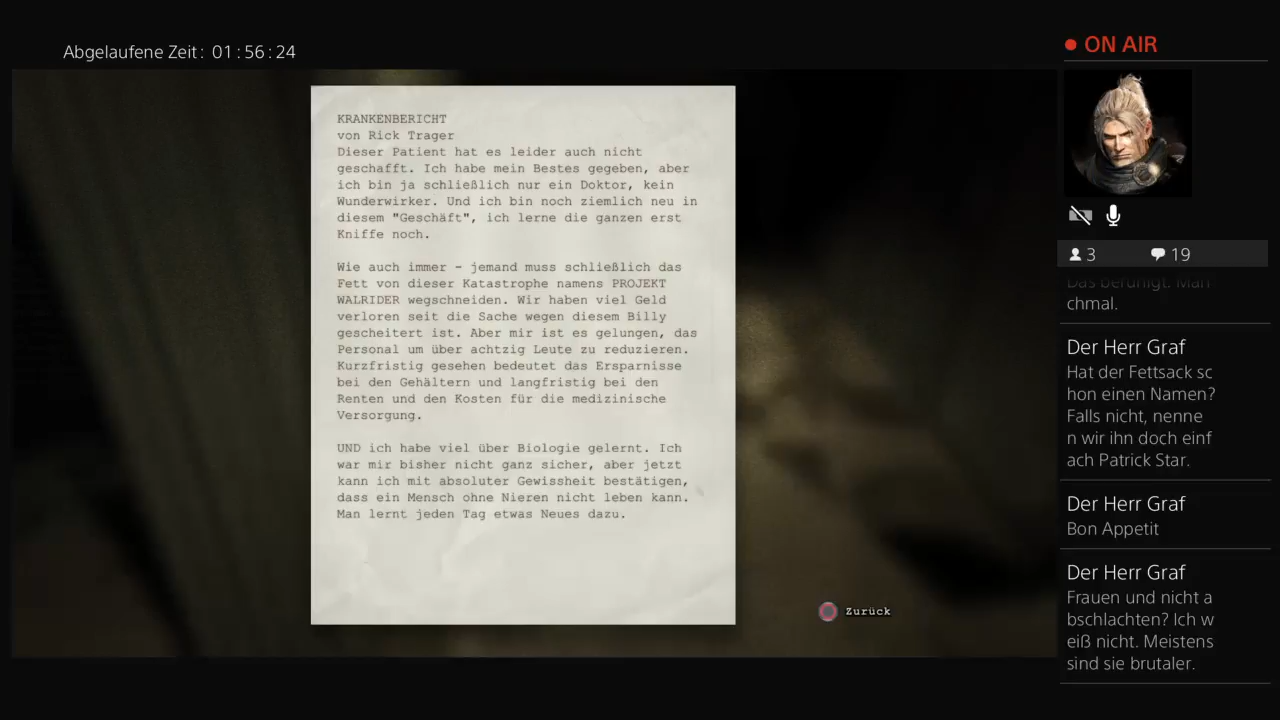 Abgelaufene Zeit: 01:56:24
KRANKENBERICHT
von Rick Trager
Dieser Patient hat es leider auch nicht
geschafft. Ich habe mein Bestes gegeben, aber
ich bin ja schließlich nur ein Doktor, kein
Wunderwirker. Und ich bin noch ziemlich neu in
diesem "Geschäft", ich lerne die ganzen erst
Kniffe noch.
Wie auch immer - jemand muss schließlich das
Fett von dieser Katastrophe namens PROJEKT
WALRIDER wegschneiden. Wir haben viel Geld
verloren seit die Sache wegen diesem Billy
gescheitert ist. Aber mir ist es gelungen, das
Personal um über achtzig Leute zu reduzieren.
Kurzfristig gesehen bedeutet das Ersparnisse
bei den Gehältern und langfristig bei den
Renten und den Kosten für die medizinische
Versorgung.
UND ich habe viel über Biologie gelernt. Ich
war mir bisher nicht ganz sicher, aber jetzt
kann ich mit absoluter Gewissheit bestätigen,
dass ein Mensch ohne Nieren nicht leben kann.
Man lernt jeden Tag etwas Neues dazu.
Zurück
ON AIR
3 19
Das beruhigt. Man
chmal.
Der Herr Graf
Hat der Fettsack sc
hon einen Namen?
Falls nicht, nenne
n wir ihn doch einf
ach Patrick Star.
Der Herr Graf
Bon Appetit
Der Herr Graf
Frauen und nicht a
bschlachten? Ich w
eiß nicht. Meistens
sind sie brutaler.